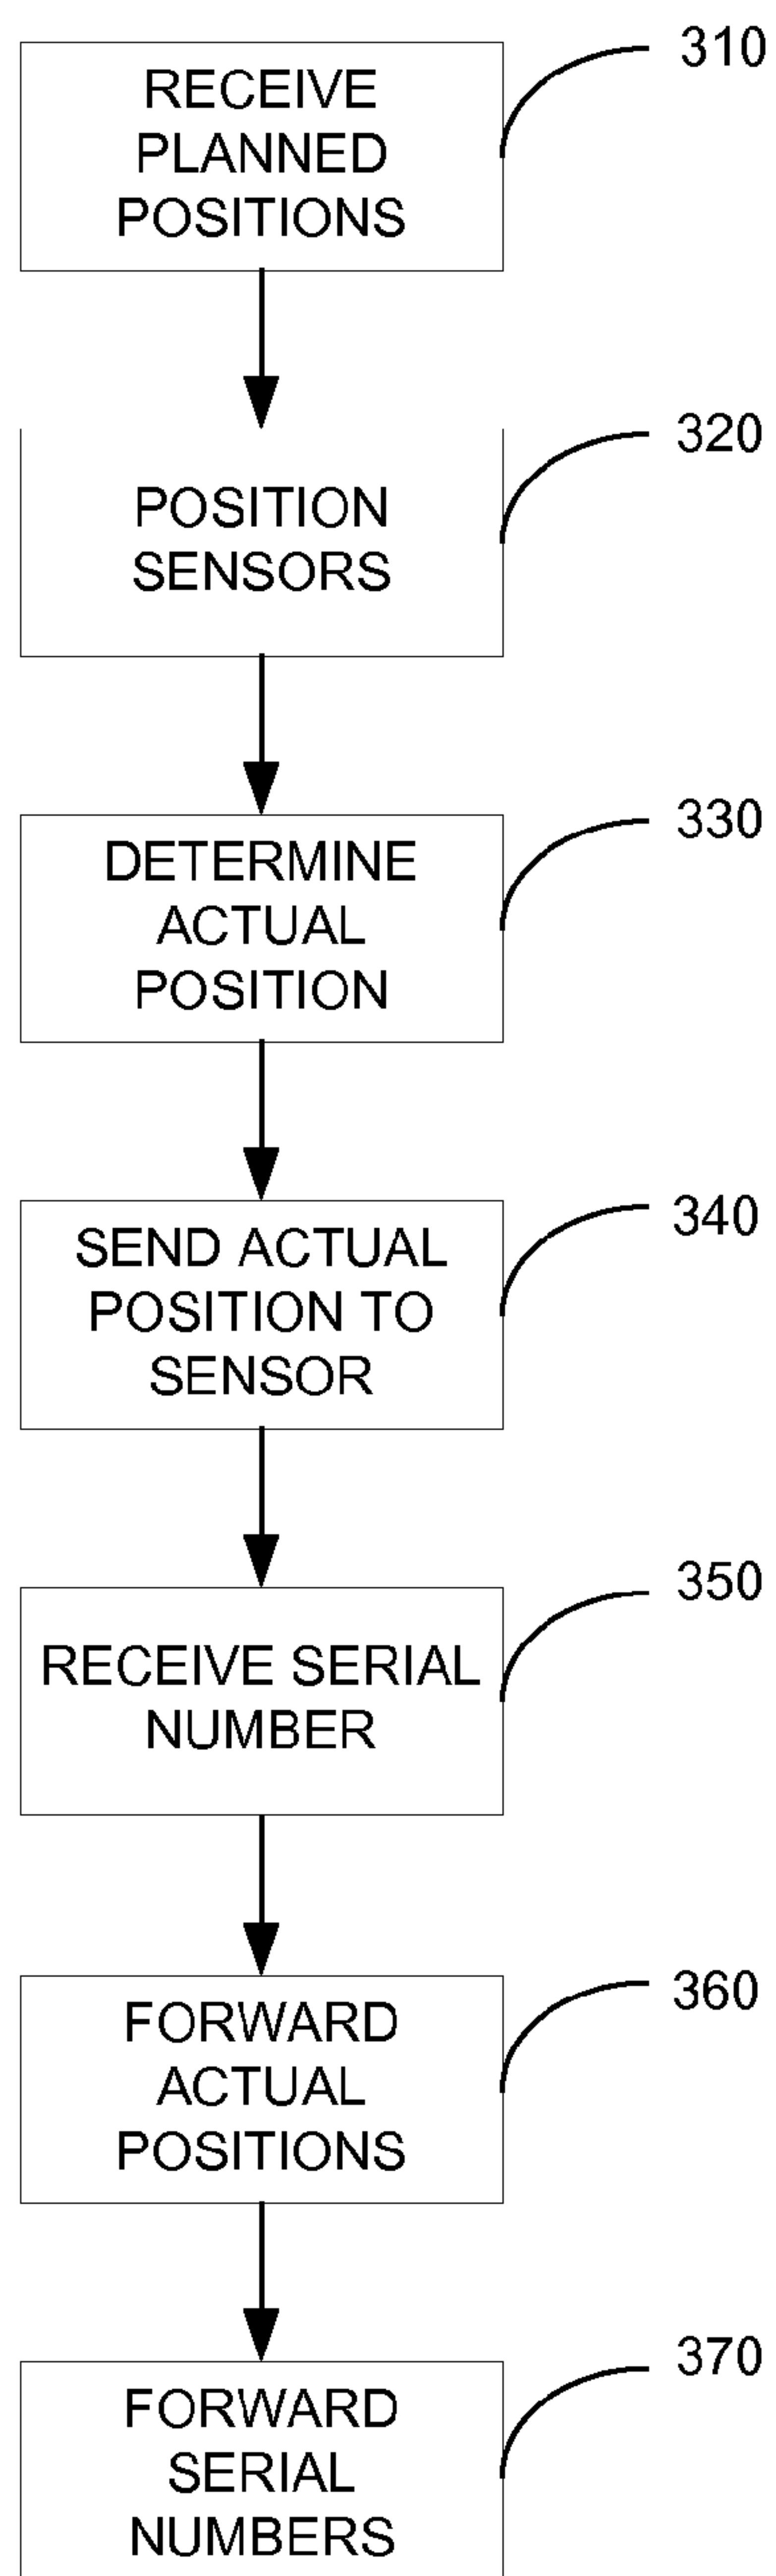 310
RECEIVE
PLANNED
POSITIONS
320
POSITION
SENSORS
330
DETERMINE
ACTUAL
POSITION
340
SEND ACTUAL
POSITION TO
SENSOR
350
RECEIVE SERIAL
NUMBER
360
FORWARD
ACTUAL
POSITIONS
370
FORWARD
SERIAL
NUMBERS